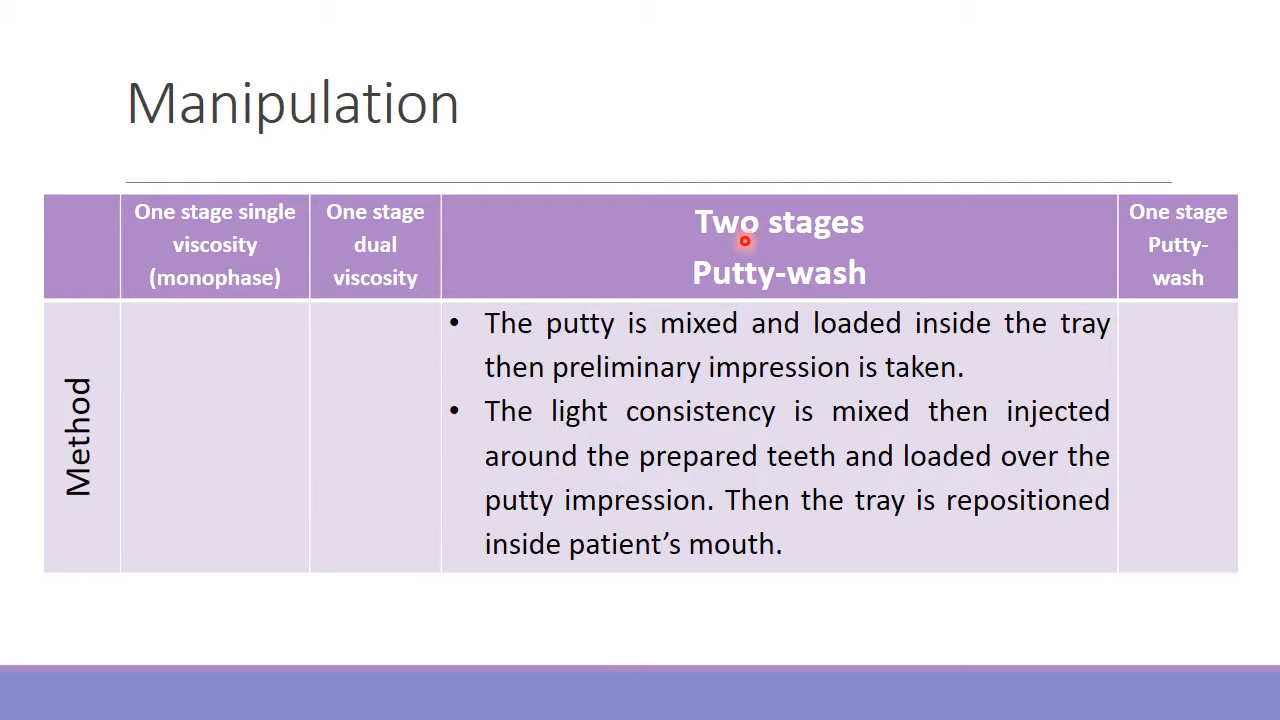 Manipulation
One stage single
viscosity
(monophase)
One stage
dual
viscosity
Two stages
Putty-wash
One stage
Putty-
wash
Method
• The putty is mixed and loaded inside the tray
then preliminary impression is taken.
• The light consistency is mixed then injected
around the prepared teeth and loaded over the
putty impression. Then the tray is repositioned
inside patient’s mouth.